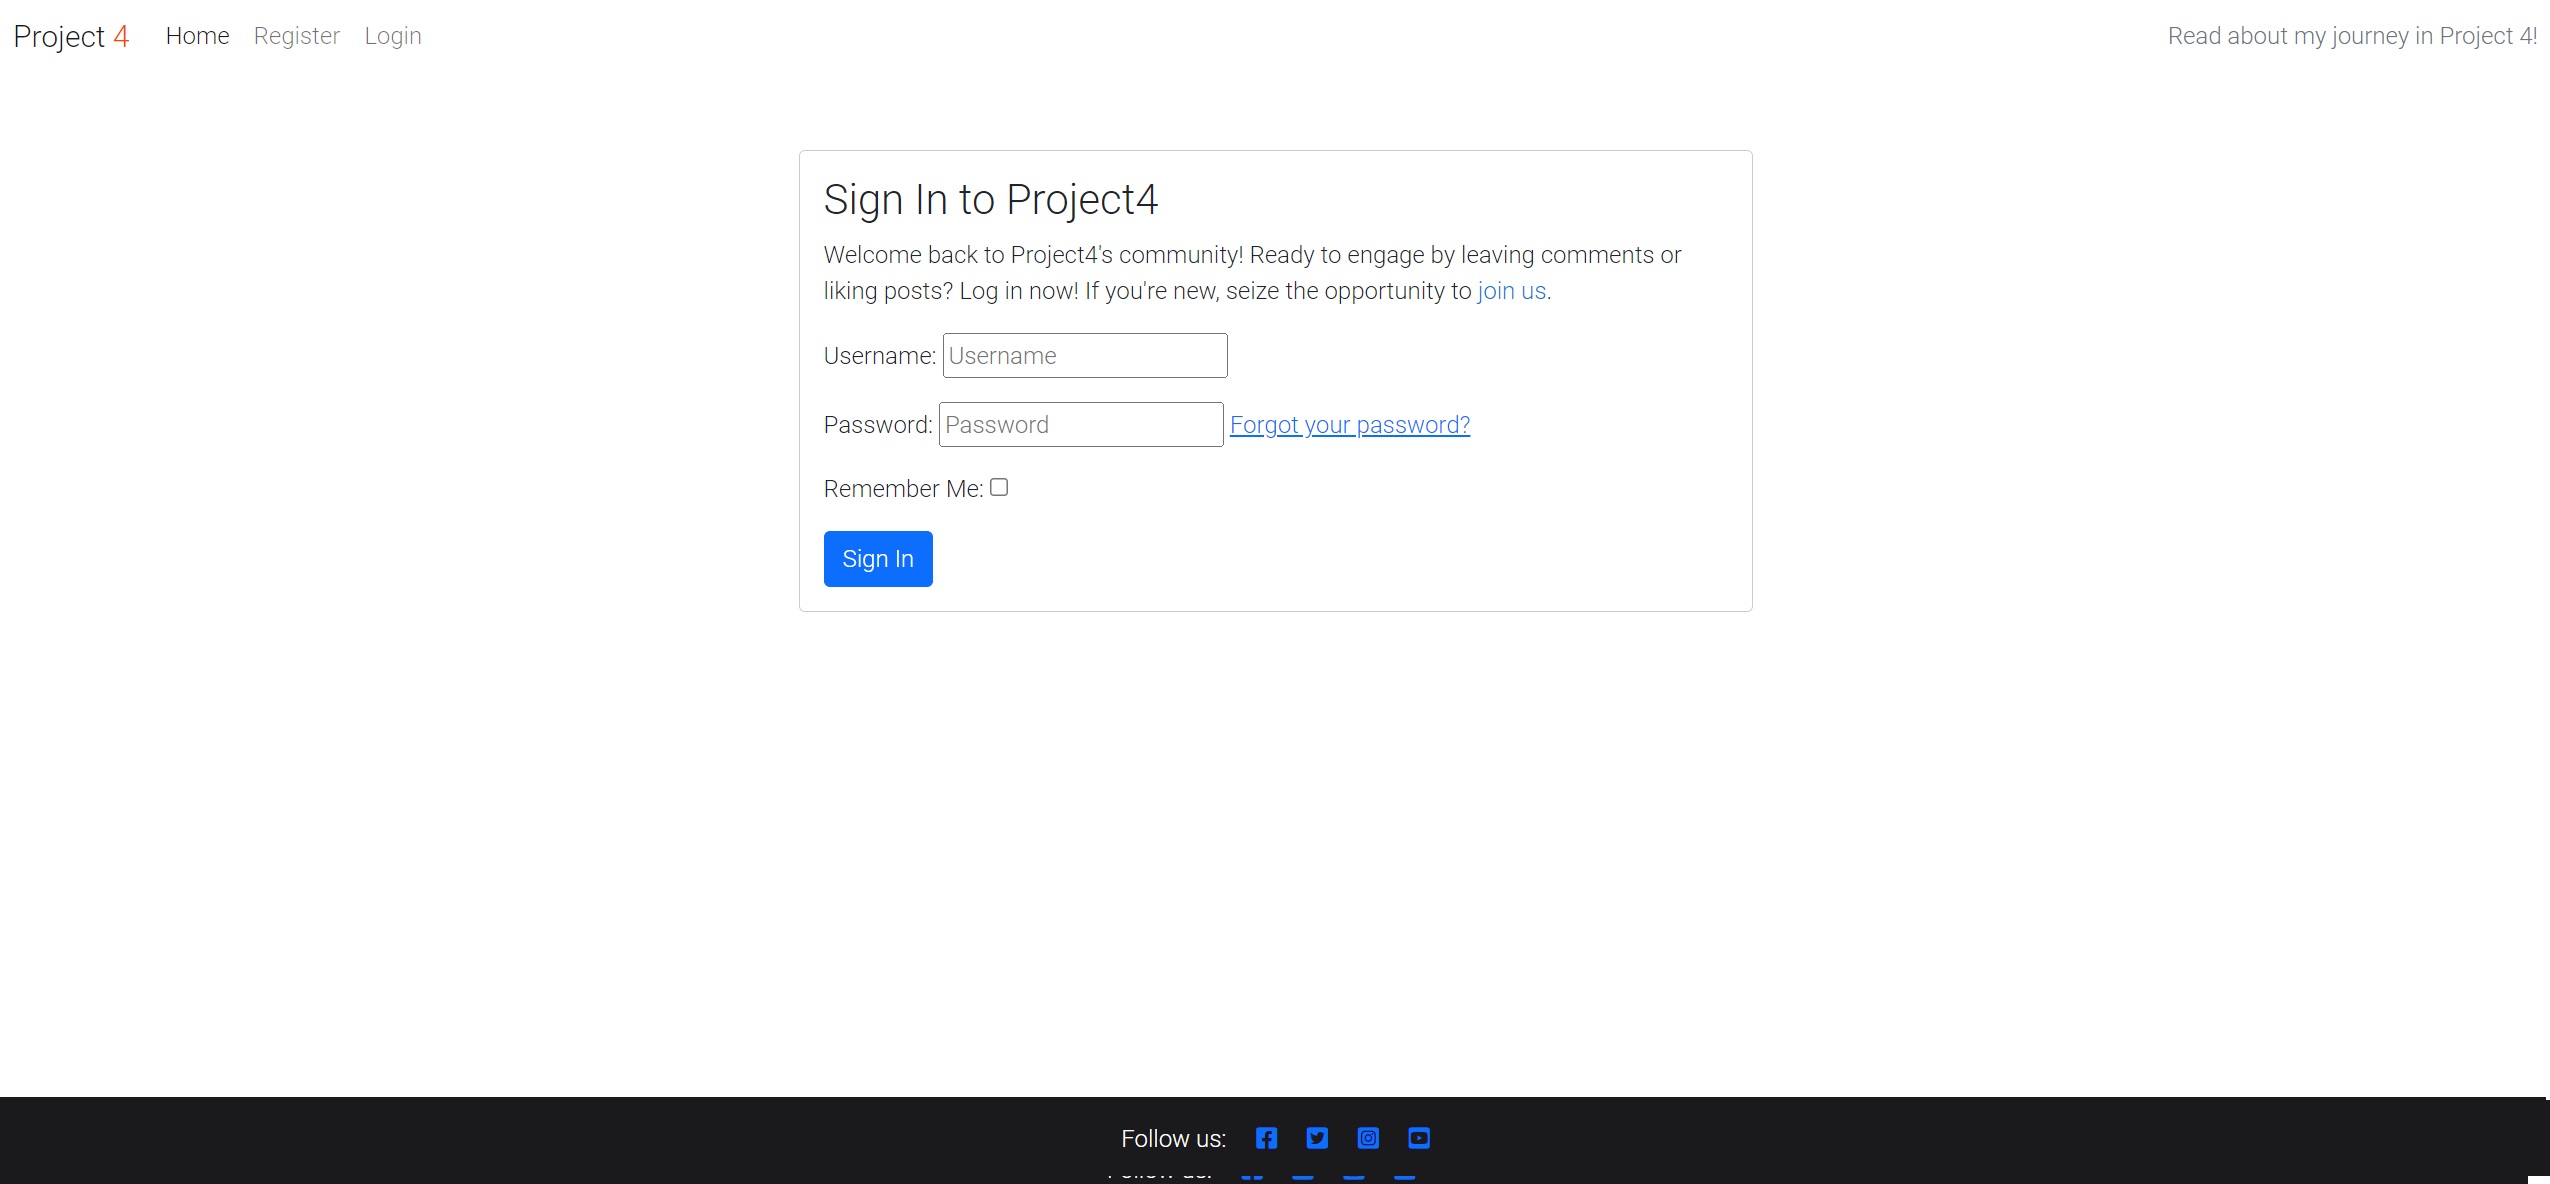 Project 4 Home Register Login Read about my journey in Project 4!
Sign In to Project4
Welcome back to Project4's community! Ready to engage by leaving comments or
liking posts? Log in now! If you're new, seize the opportunity to join us.
Username: Username
Password: Password Forgot your password?
Remember Me:
Sign In
Follow us: